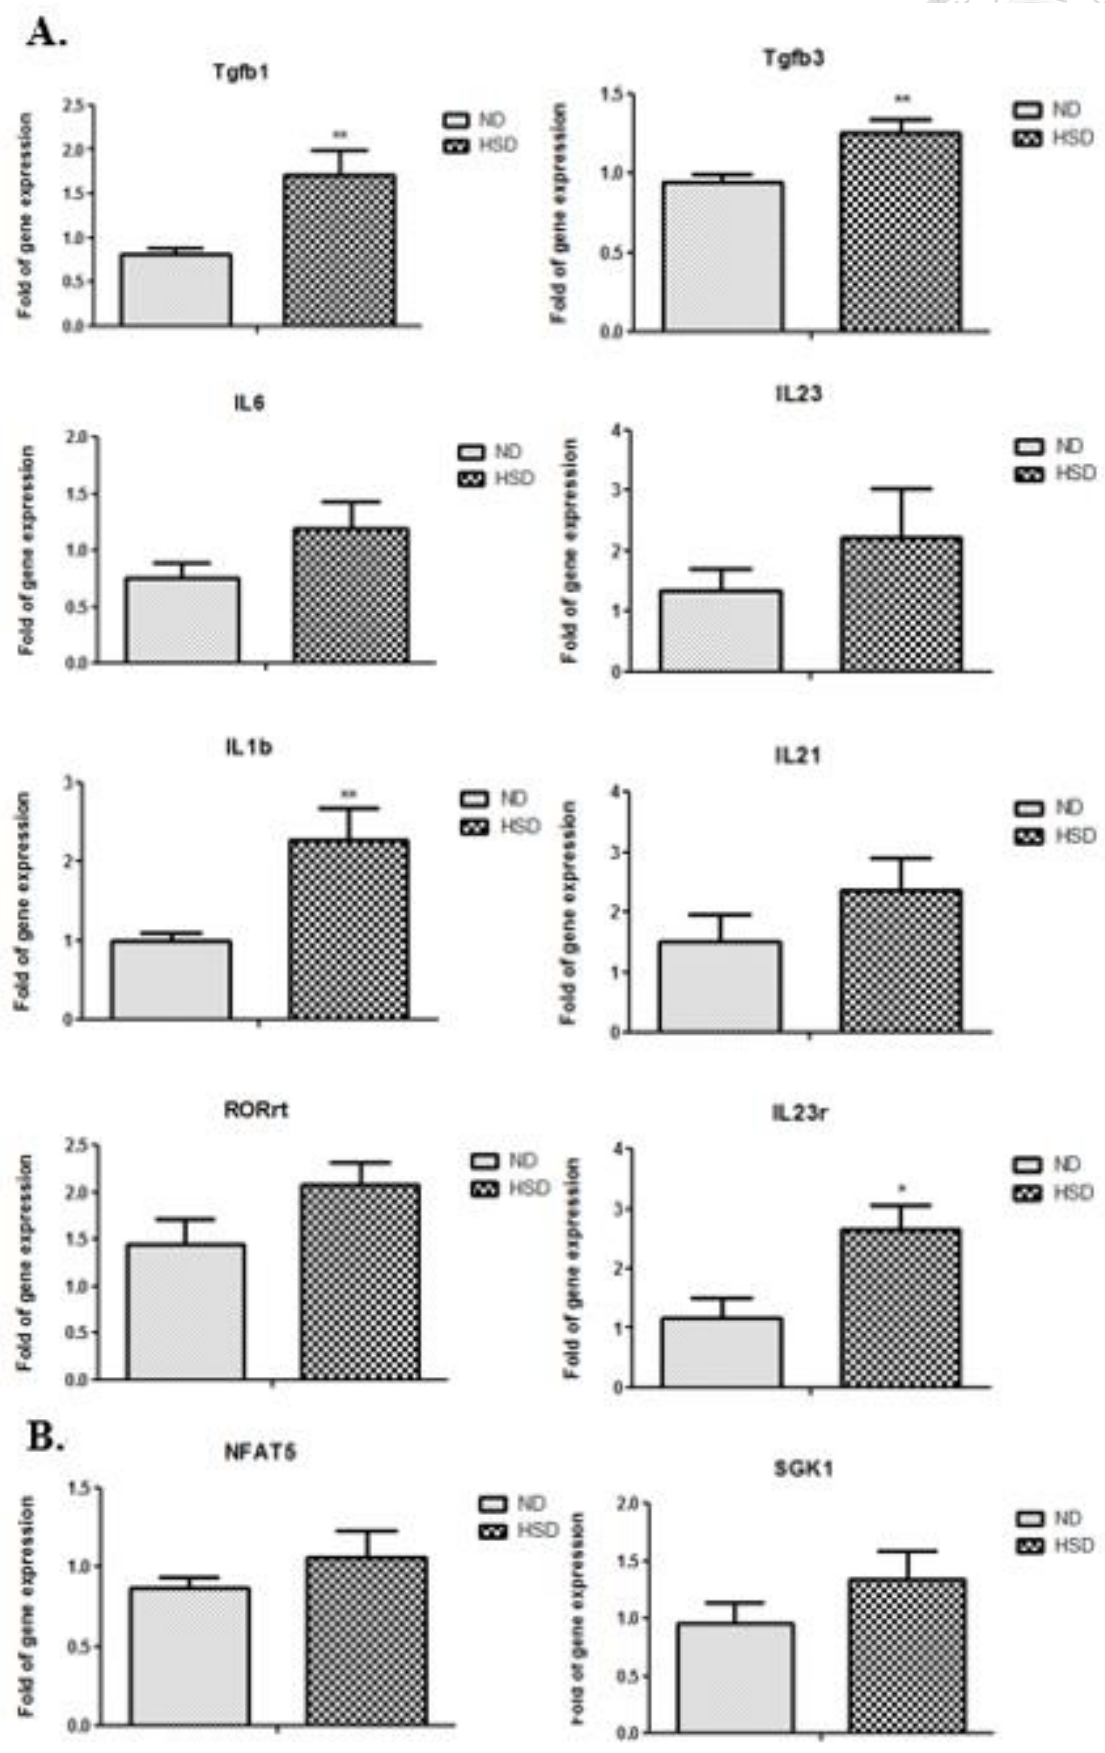 A.
Tgfb1
Fold of gene expression
2.5
2.0
1.5
1.0
0.5
0.0
**
ND
HSD
Tgfb3
Fold of gene expression
1.5
1.0
0.5
0.0
**
ND
HSD
IL6
Fold of gene expression
2.0
1.5
1.0
0.5
0.0
ND
HSD
IL23
Fold of gene expression
4
3
2
1
0
ND
HSD
IL1b
Fold of gene expression
3
2
1
0
**
ND
HSD
IL21
Fold of gene expression
4
3
2
1
0
ND
HSD
RORrt
Fold of gene expression
2.5
2.0
1.5
1.0
0.5
0.0
ND
HSD
IL23r
Fold of gene expression
4
3
2
1
0
*
ND
HSD
B.
NFAT5
Fold of gene expression
1.5
1.0
0.5
0.0
ND
HSD
SGK1
Fold of gene expression
2.0
1.5
1.0
0.5
0.0
ND
HSD